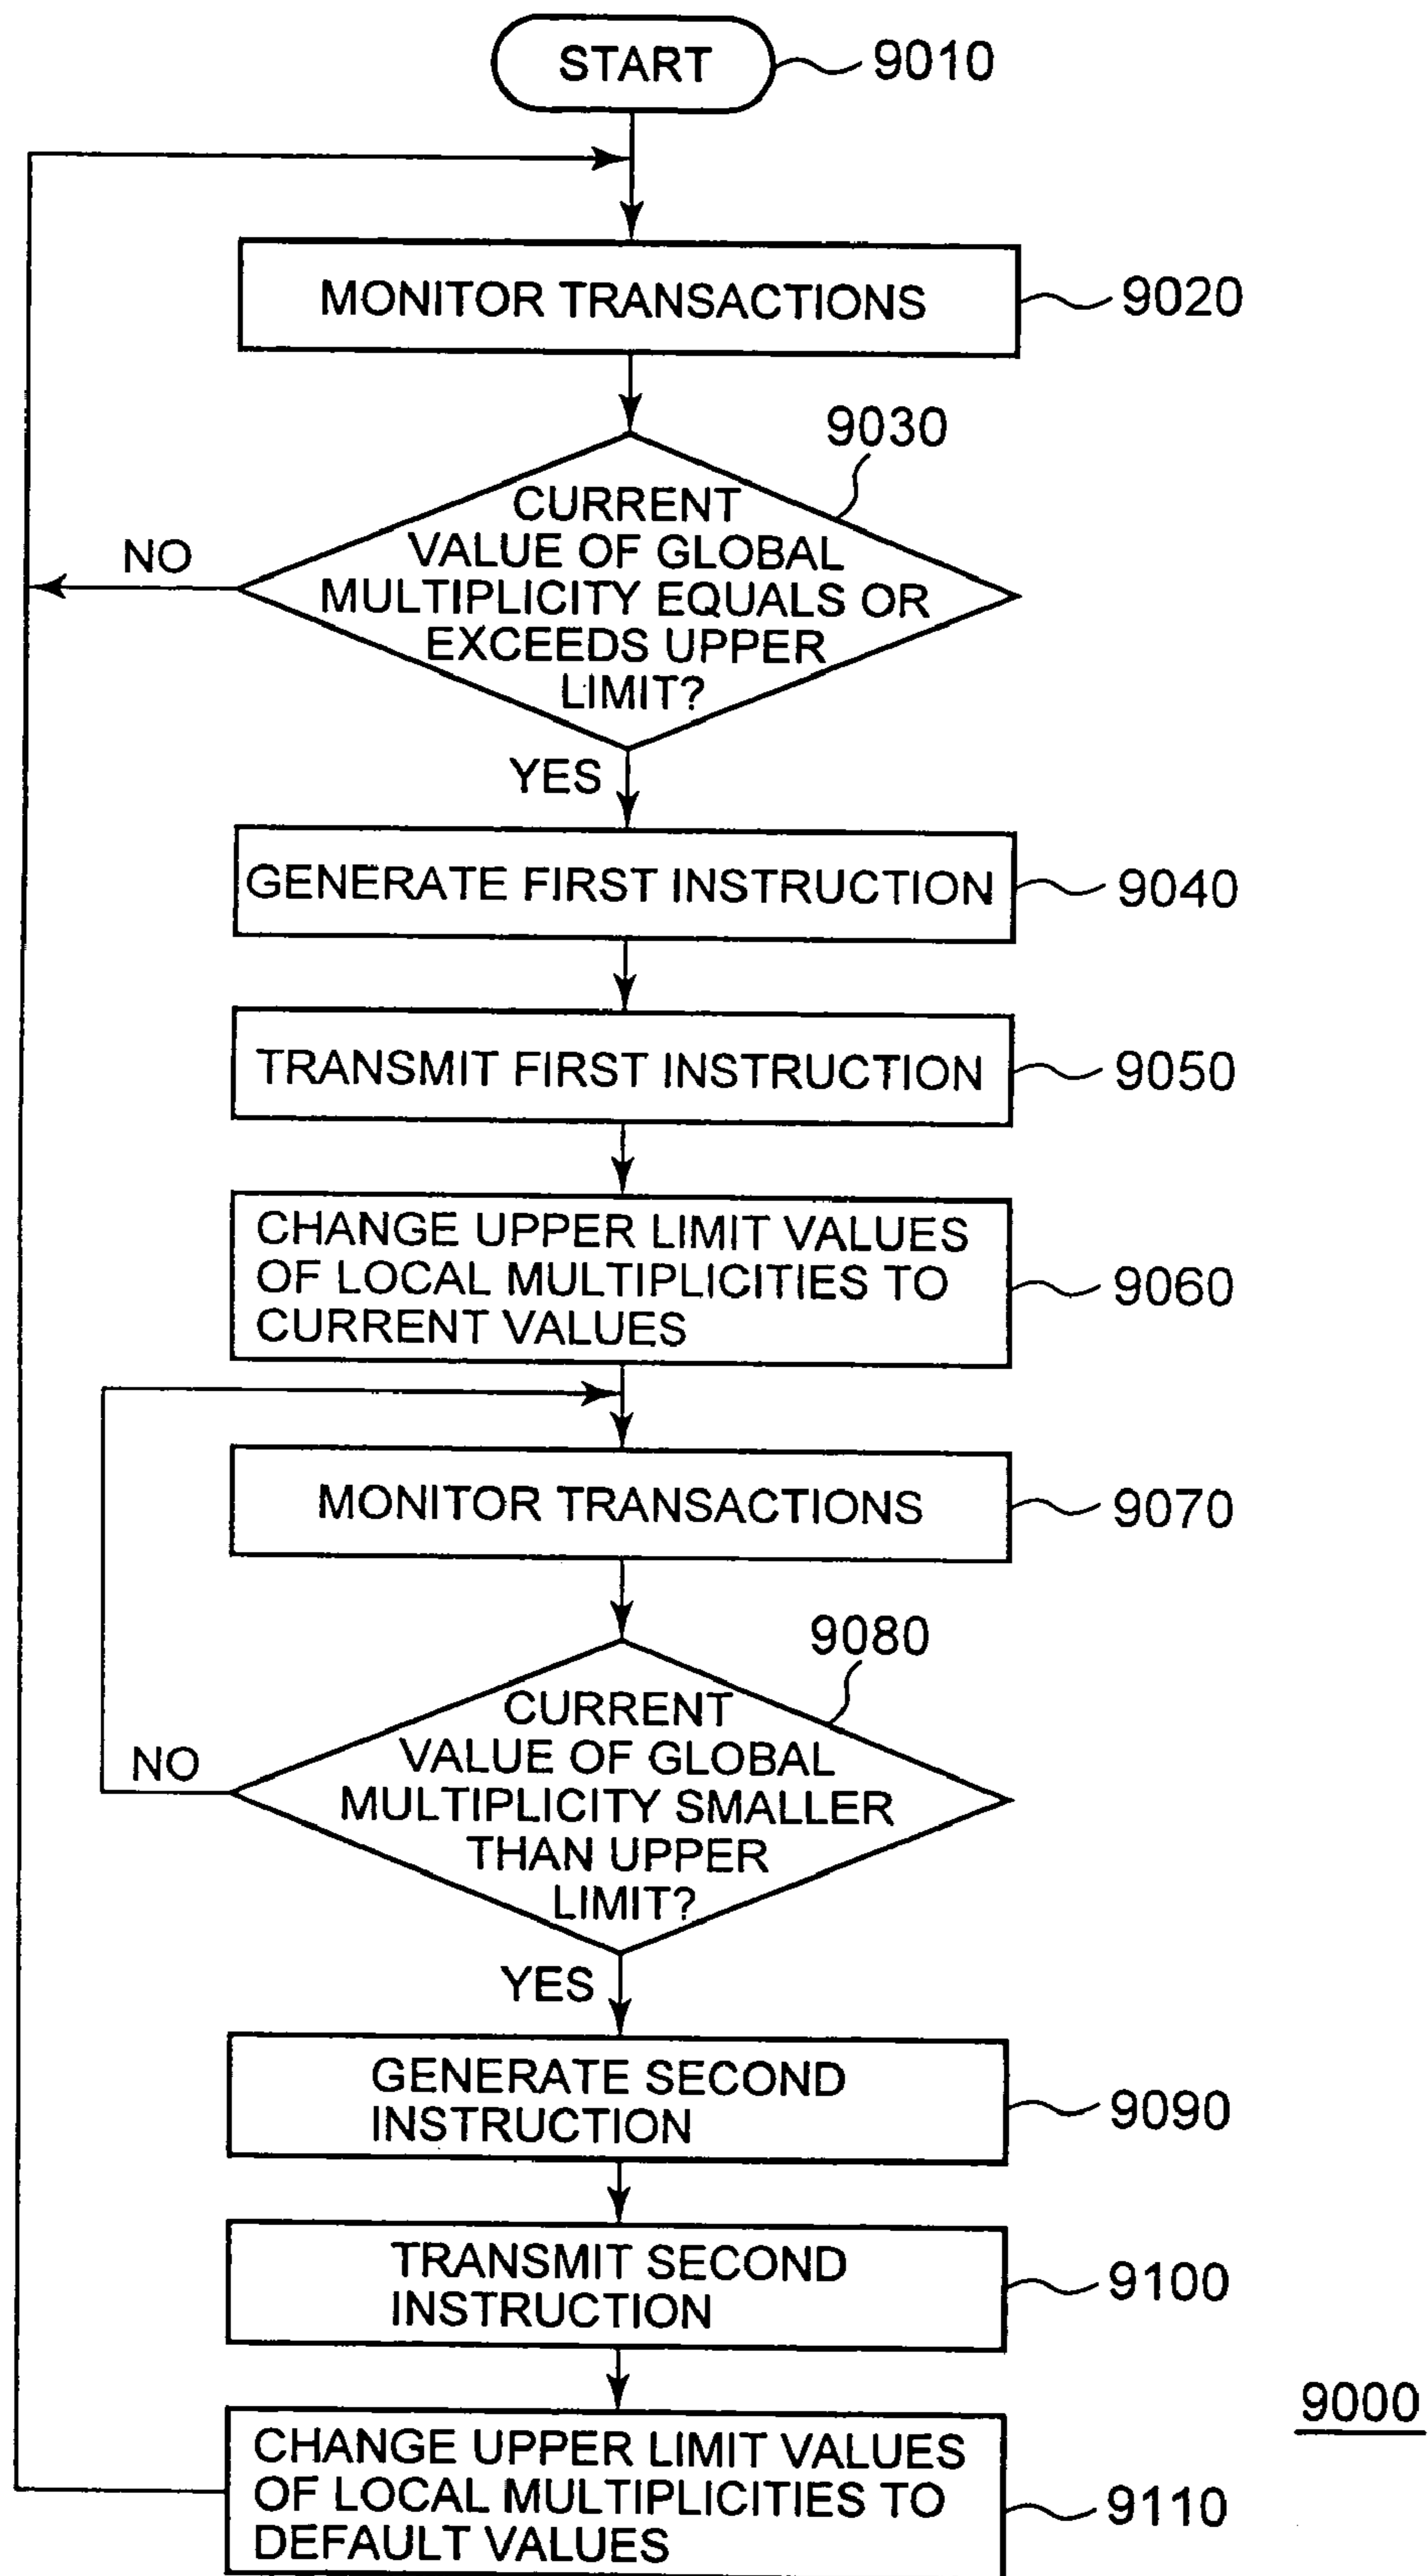 START
9010
MONITOR TRANSACTIONS
9020
9030
CURRENT
VALUE OF GLOBAL
MULTIPLICITY EQUALS OR
EXCEEDS UPPER
LIMIT?
NO
YES
GENERATE FIRST INSTRUCTION
9040
TRANSMIT FIRST INSTRUCTION
9050
CHANGE UPPER LIMIT VALUES
OF LOCAL MULTIPLICITIES TO
CURRENT VALUES
9060
MONITOR TRANSACTIONS
9070
9080
CURRENT
VALUE OF GLOBAL
MULTIPLICITY SMALLER
THAN UPPER
LIMIT?
NO
YES
GENERATE SECOND
INSTRUCTION
9090
TRANSMIT SECOND
INSTRUCTION
9100
9000
CHANGE UPPER LIMIT VALUES
OF LOCAL MULTIPLICITIES TO
DEFAULT VALUES
9110